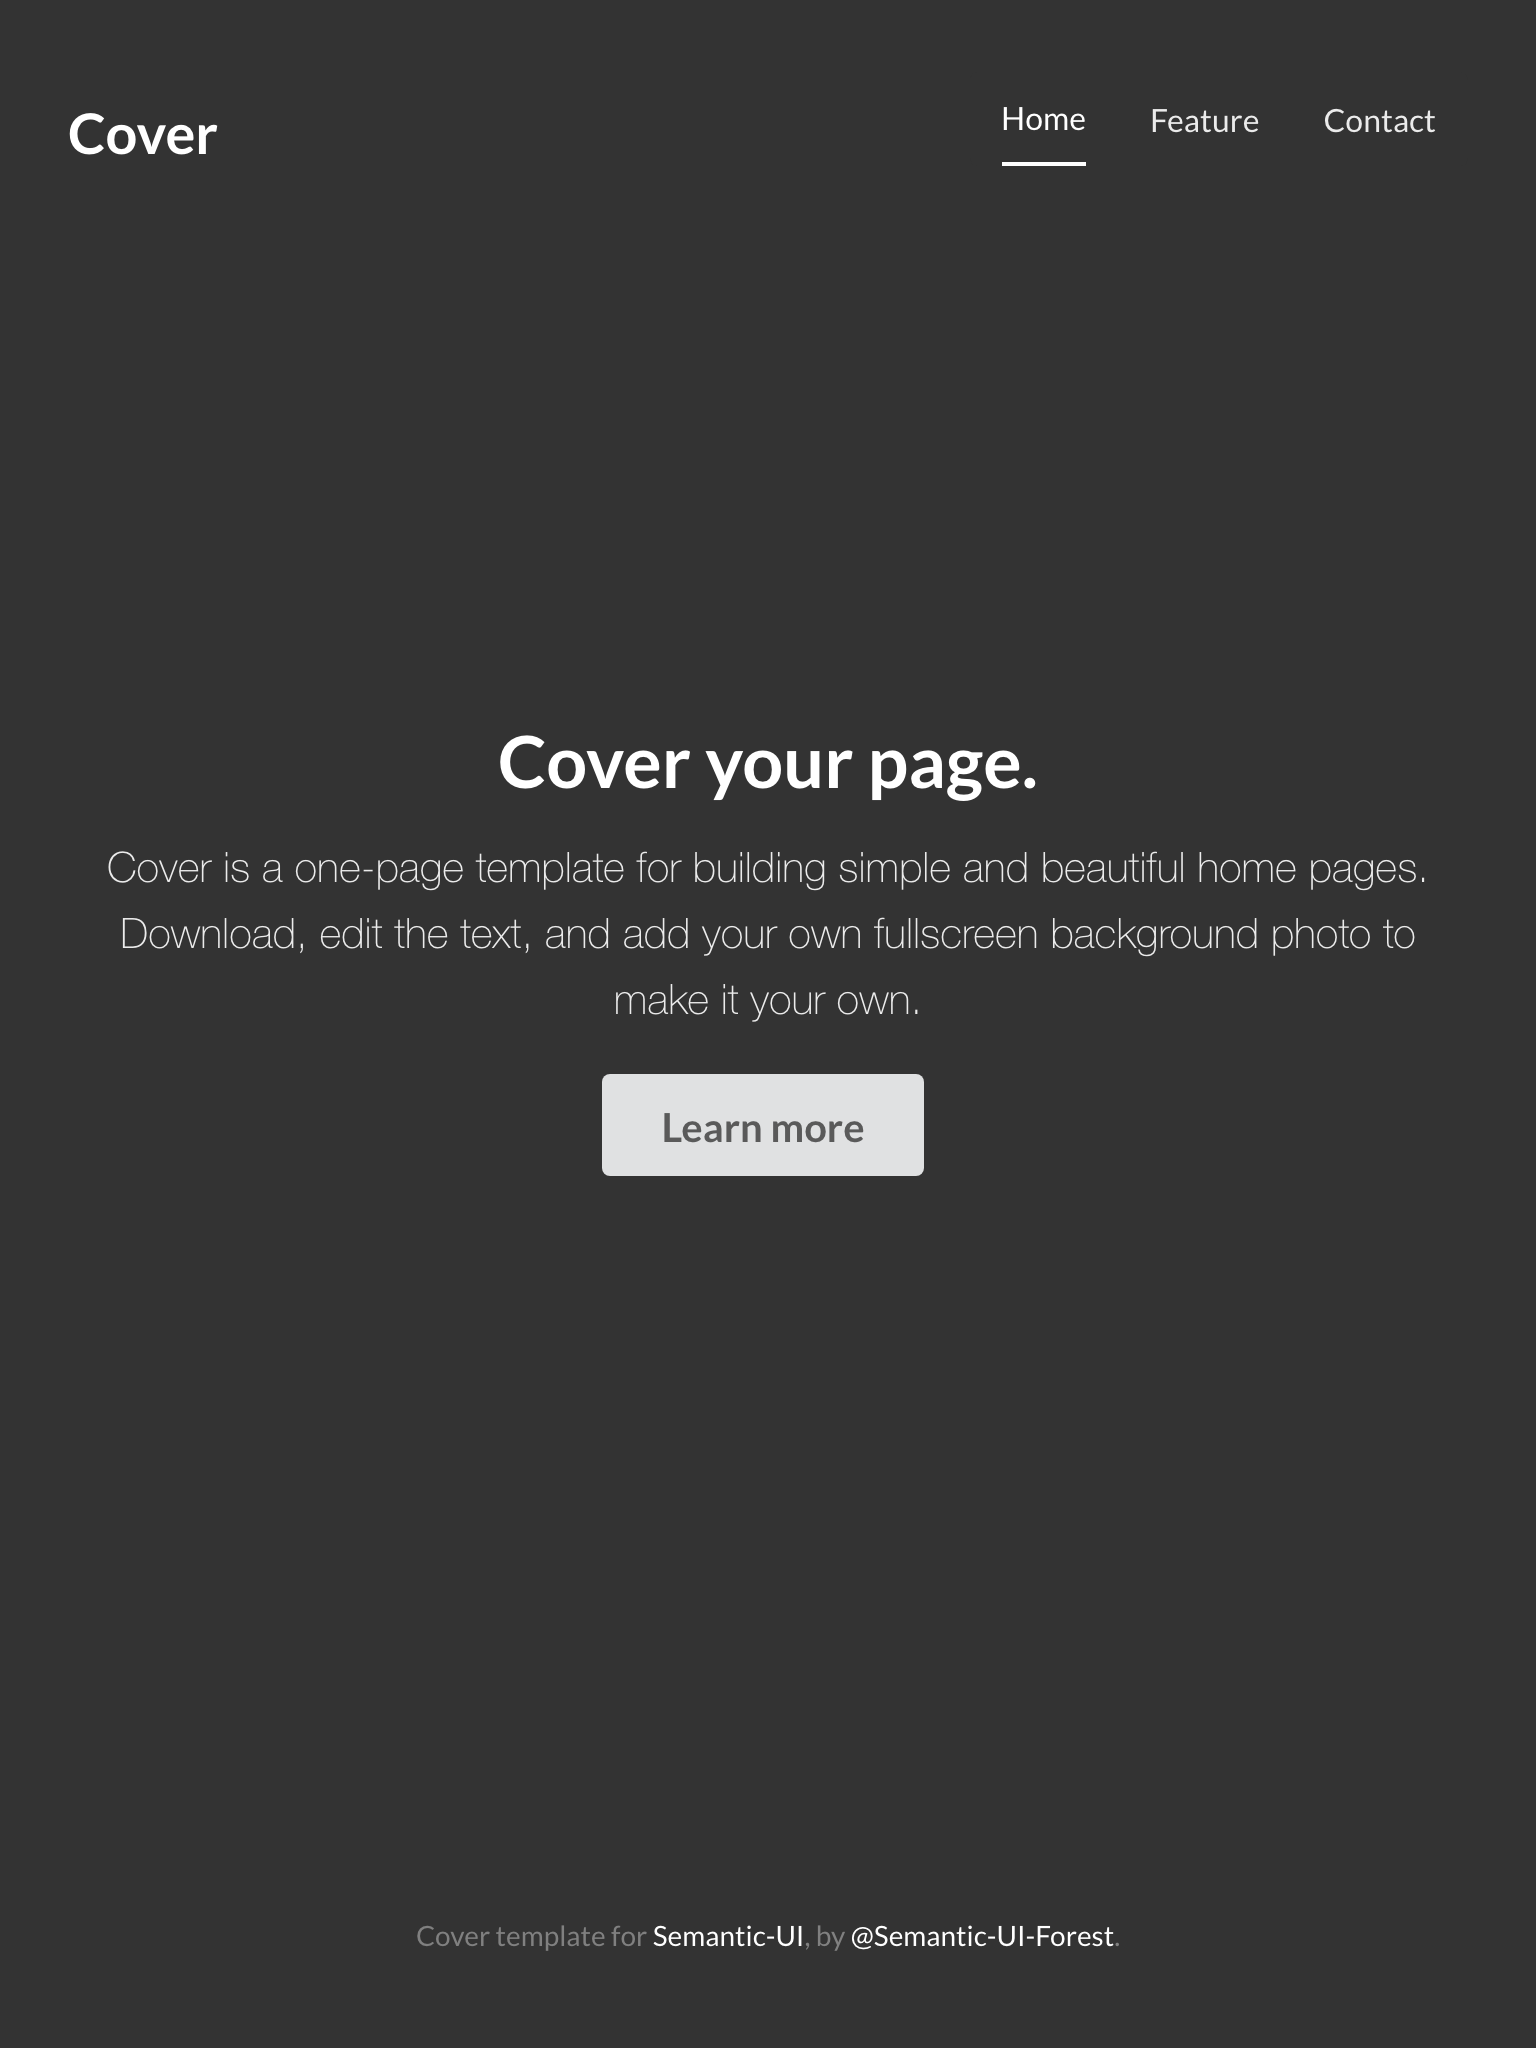 Cover
Home Feature Contact
Cover your page.
Cover is a one-page template for building simple and beautiful home pages.
Download, edit the text, and add your own fullscreen background photo to
make it your own.
Learn more
Cover template for Semantic-UI, by @Semantic-UI-Forest.